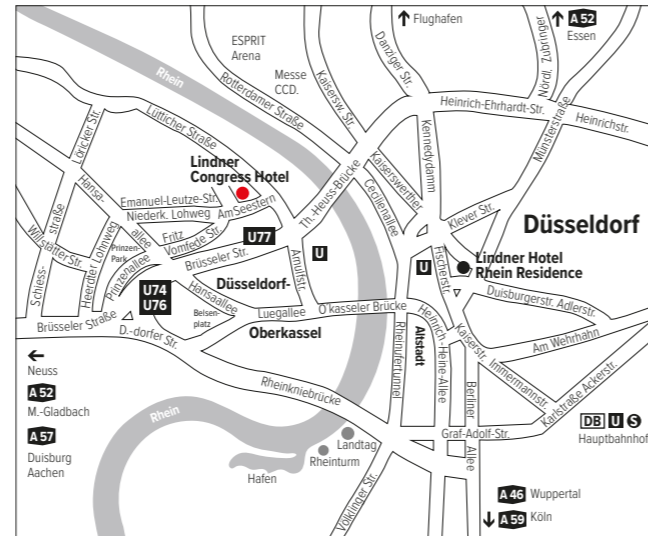 Flughafen
A 52
Essen
ESPRIT
Arena
Messe
CCD.
Rhein
Rotterdamer Straße
Kaisersw. Str.
Danziger Str.
Nördl. Zubringer
Münsterstraße
Heinrich-Ehrhardt-Str.
Heinrichstr.
Lütticher Straße
Löricker Str.
Lindner
Congress Hotel
Hansa-
allee
Emanuel-Leutze-Str.
Niederk. Lohweg
Am Seestern
Fritz
Vomfelde Str.
Th.-Heuss-Brücke
Kaiserswerther
Cecilienallee
Kennedydamm
Klever Str.
Düsseldorf
Willstätter Str.
Schiess-
straße
Heerdter Lohnweg
Prinzen-
Park
Prinzenallee
U77
Brüsseler Str.
Arnulfstr.
U
U
Fischerstr.
Lindner Hotel
Rhein Residence
U74
U76
Hansaallee
Düsseldorf-
Belsen-
platz
Luegallee
O'kasseler Brücke
Oberkassel
Duisburgerstr. Adlerstr.
Brüsseler Straße
D.-dorfer Str.
Rheinufertunnel
Altstadt
Heinrich-Heine-Allee
Kaiserstr.
Am Wehrhahn
Immermannstr.
Karlstraße Ackerstr.
Berliner
Allee
Neuss
A 52
M.-Gladbach
A 57
Duisburg
Aachen
Rheinkniebrücke
Rhein
Graf-Adolf-Str.
DB U S
Hauptbahnhof
Landtag
Rheinturm
Hafen
Völklinger Str.
A 46 Wuppertal
A 59 Köln